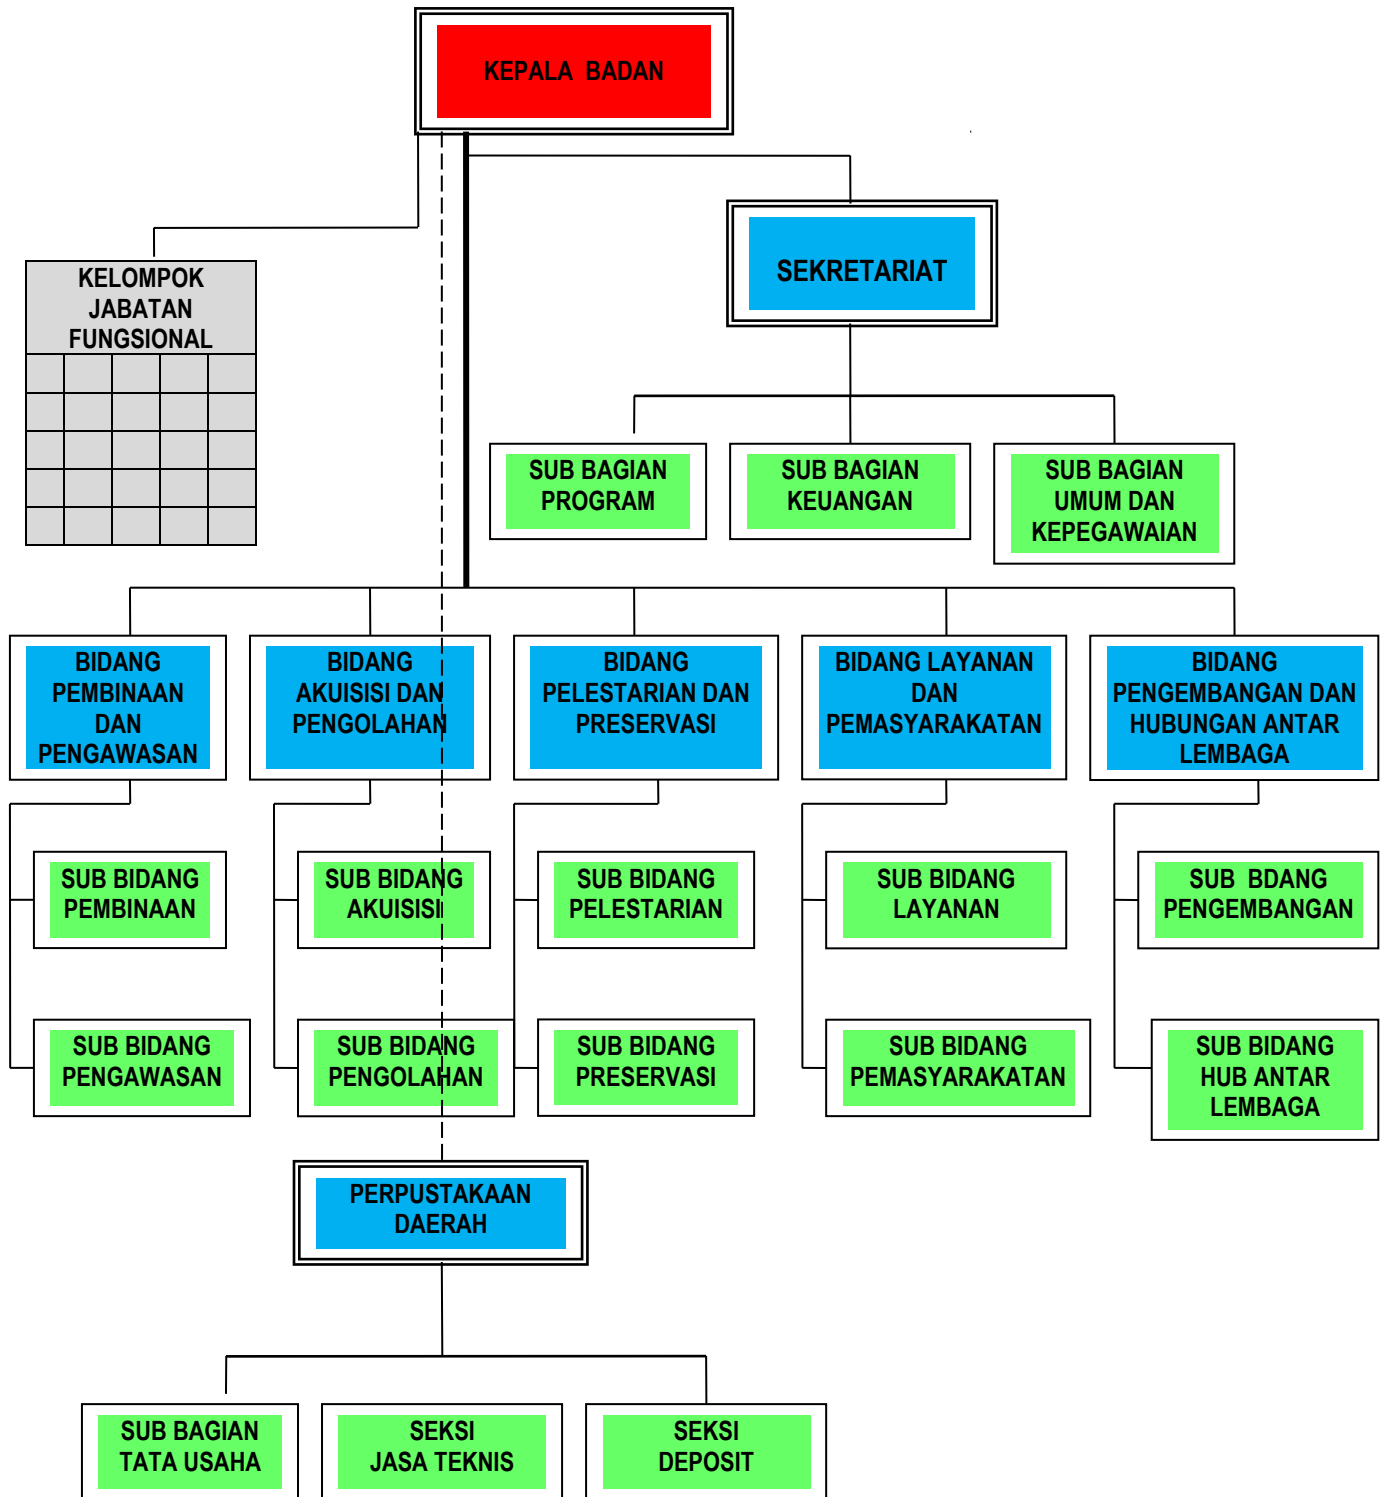 KEPALA BADAN
SEKRETARIAT
KELOMPOK
JABATAN
FUNGSIONAL
SUB BAGIAN
PROGRAM
SUB BAGIAN
KEUANGAN
SUB BAGIAN
UMUM DAN
KEPEGAWAIAN
BIDANG
PEMBINAAN
DAN
PENGAWASAN
BIDANG
AKUISISI DAN
PENGOLAHAN
BIDANG
PELESTARIAN DAN
PRESERVASI
BIDANG LAYANAN
DAN
PEMASYARAKATAN
BIDANG
PENGEMBANGAN DAN
HUBUNGAN ANTAR
LEMBAGA
SUB BIDANG
PEMBINAAN
SUB BIDANG
AKUISISI
SUB BIDANG
PELESTARIAN
SUB BIDANG
LAYANAN
SUB BDANG
PENGEMBANGAN
SUB BIDANG
PENGAWASAN
SUB BIDANG
PENGOLAHAN
SUB BIDANG
PRESERVASI
SUB BIDANG
PEMASYARAKATAN
SUB BIDANG
HUB ANTAR
LEMBAGA
PERPUSTAKAAN
DAERAH
SUB BAGIAN
TATA USAHA
SEKSI
JASA TEKNIS
SEKSI
DEPOSIT